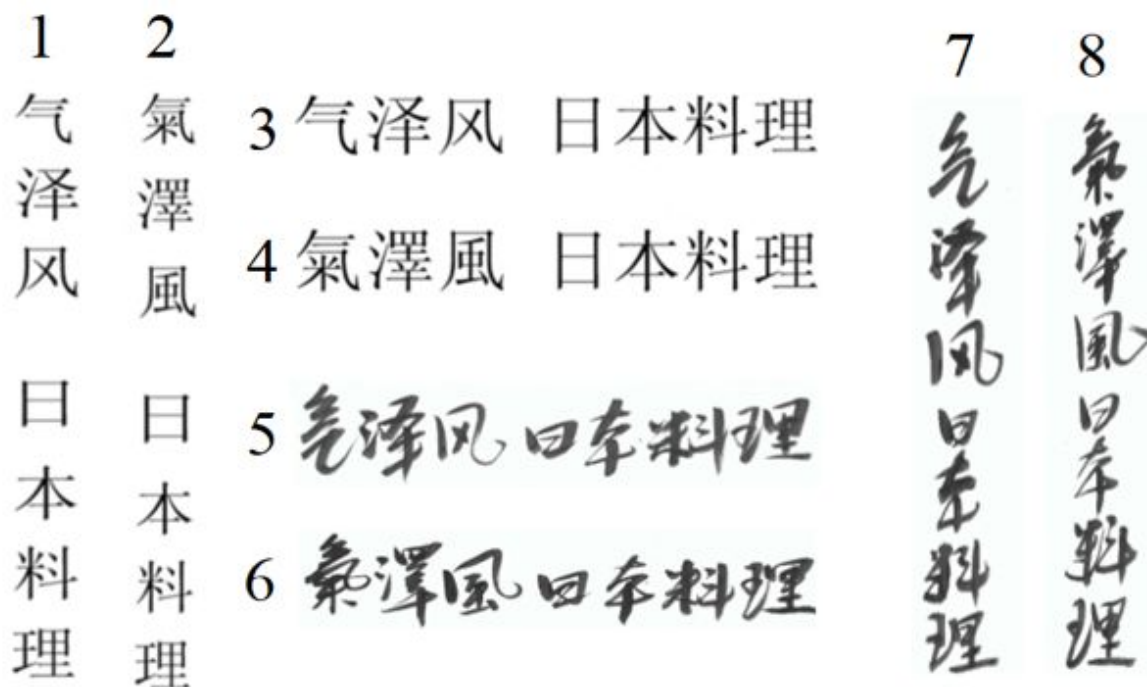 1
气泽风 日本料理
2
氣澤風 日本料理
3 气泽风 日本料理
4 氣澤風 日本料理
5 气泽风 日本料理
6 氣澤風 日本料理
7
气泽风日本料理
8
氣澤風日本料理